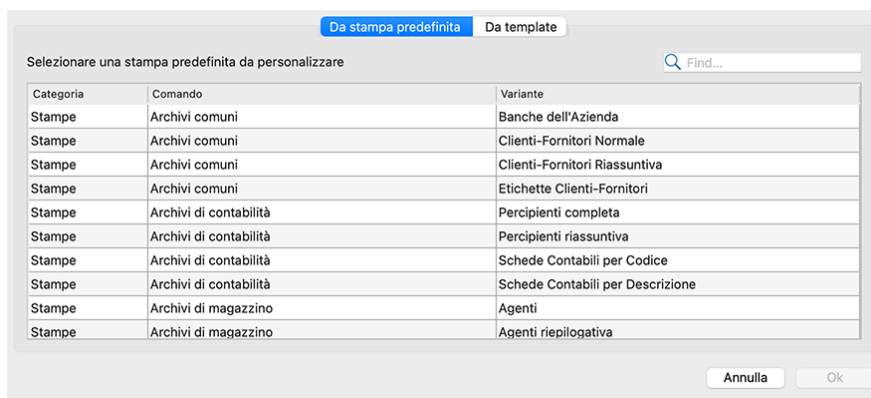 Da stampa predefinita Da template
Selezionare una stampa predefinita da personalizzare Find...
Categoria Comando Variante
Stampe Archivi comuni Banche dell'Azienda
Stampe Archivi comuni Clienti-Fornitori Normale
Stampe Archivi comuni Clienti-Fornitori Riassuntiva
Stampe Archivi comuni Etichette Clienti-Fornitori
Stampe Archivi di contabilità Percipienti completa
Stampe Archivi di contabilità Percipienti riassuntiva
Stampe Archivi di contabilità Schede Contabili per Codice
Stampe Archivi di contabilità Schede Contabili per Descrizione
Stampe Archivi di magazzino Agenti
Stampe Archivi di magazzino Agenti riepilogativa
Annulla Ok